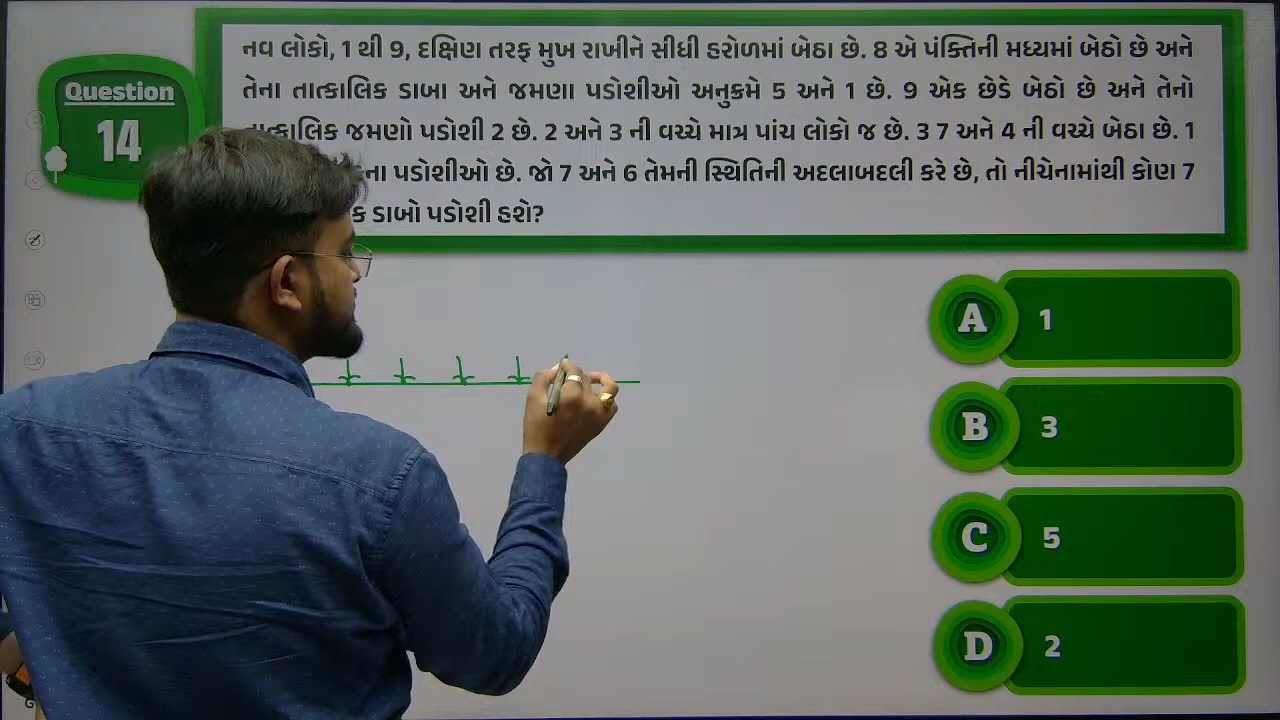 Question
14
નવ લોકો, 1 થી 9, દક્ષિણ તરફ મુખ રાખીને સીધી હરોળમાં બેઠા છે. 8 એ પંક્તિની મધ્યમાં બેઠો છે અને
તેના તાત્કાલિક ડાબા અને જમણા પડોશીઓ અનુક્રમે 5 અને 1 છે. 9 એક છેડે બેઠો છે અને તેનો
તાત્કાલિક જમણો પડોશી 2 છે. 2 અને 3 ની વચ્ચે માત્ર પાંચ લોકો જ છે. 3 7 અને 4 ની વચ્ચે બેઠા છે. 1
ના પડોશીઓ છે. જો 7 અને 6 તેમની સ્થિતિની અદલાબદલી કરે છે, તો નીચેનામાંથી કોણ 7
ડાબો પડોશી હશે?
A 1
B 3
C 5
D 2